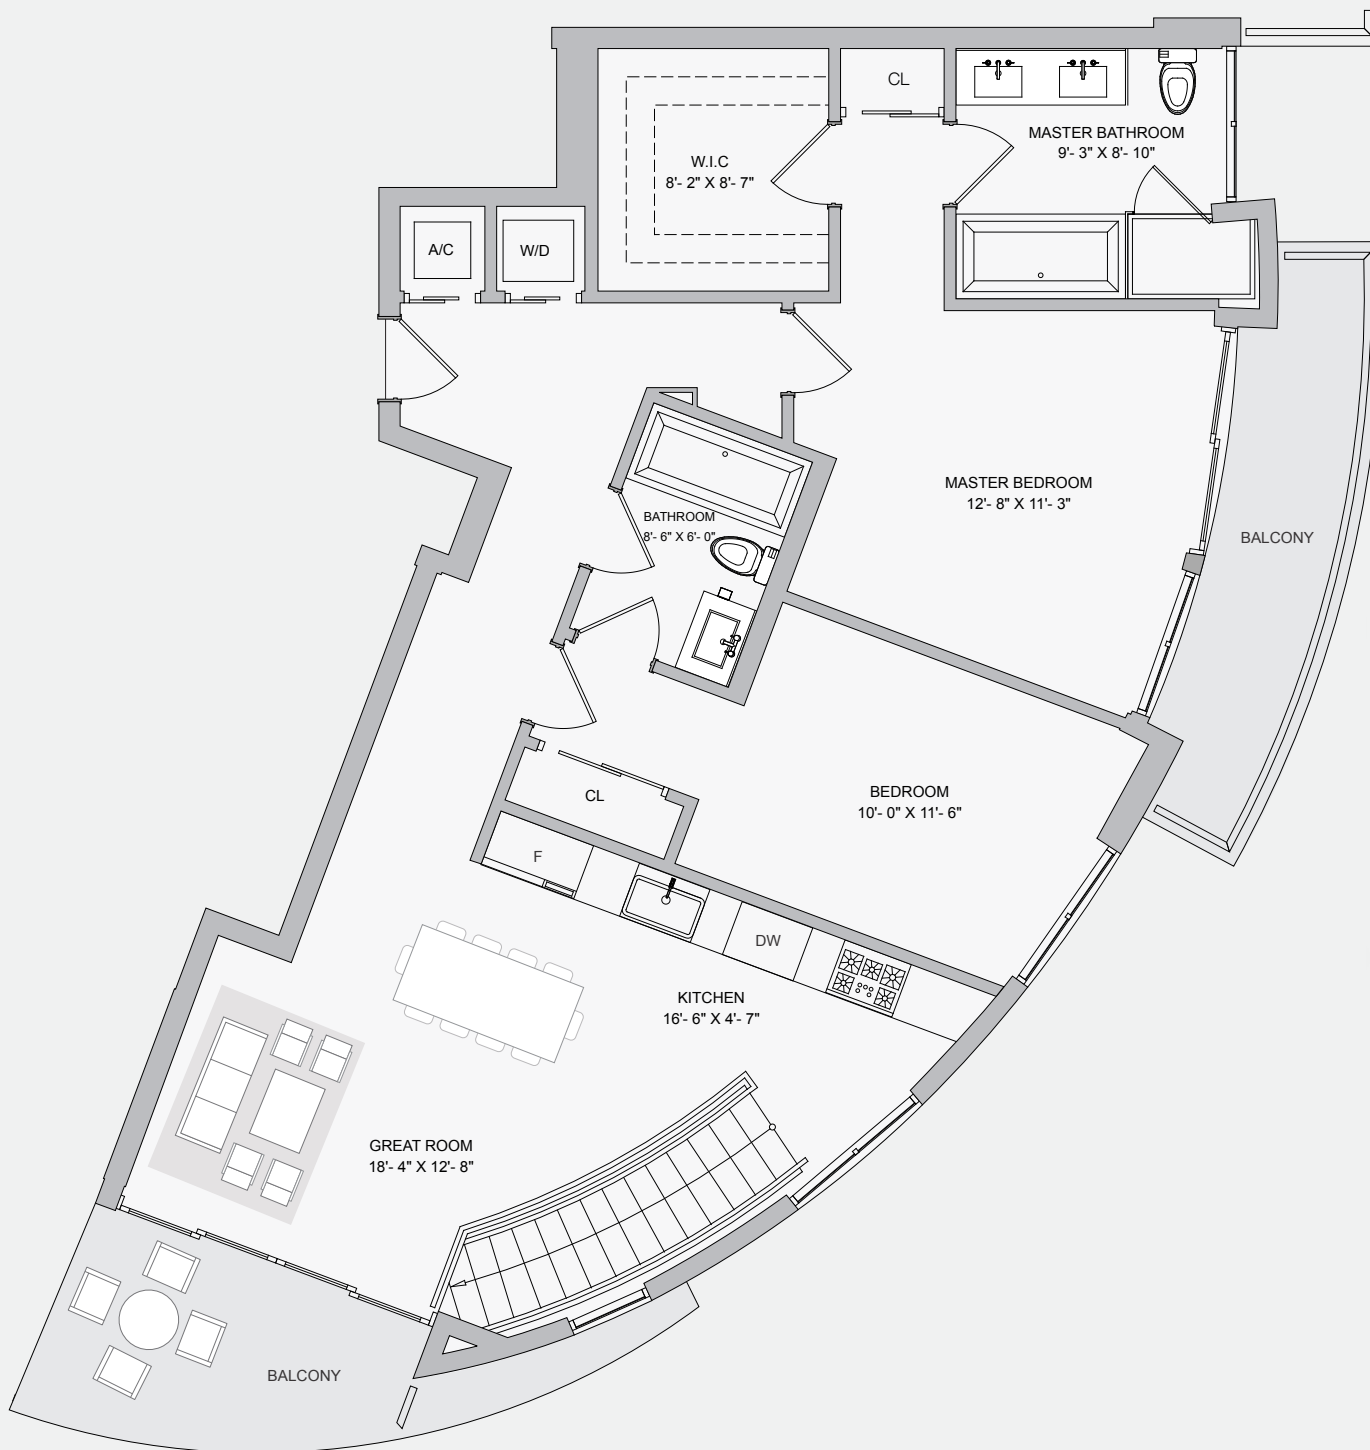 CL
MASTER BATHROOM
9'- 3" X 8'- 10"
W.I.C
8'- 2" X 8'- 7"
A/C
W/D
MASTER BEDROOM
12'- 8" X 11'- 3"
BATHROOM
8'- 6" X 6'- 0"
BALCONY
BEDROOM
10'- 0" X 11'- 6"
CL
F
DW
KITCHEN
16'- 6" X 4'- 7"
GREAT ROOM
18'- 4" X 12'- 8"
BALCONY